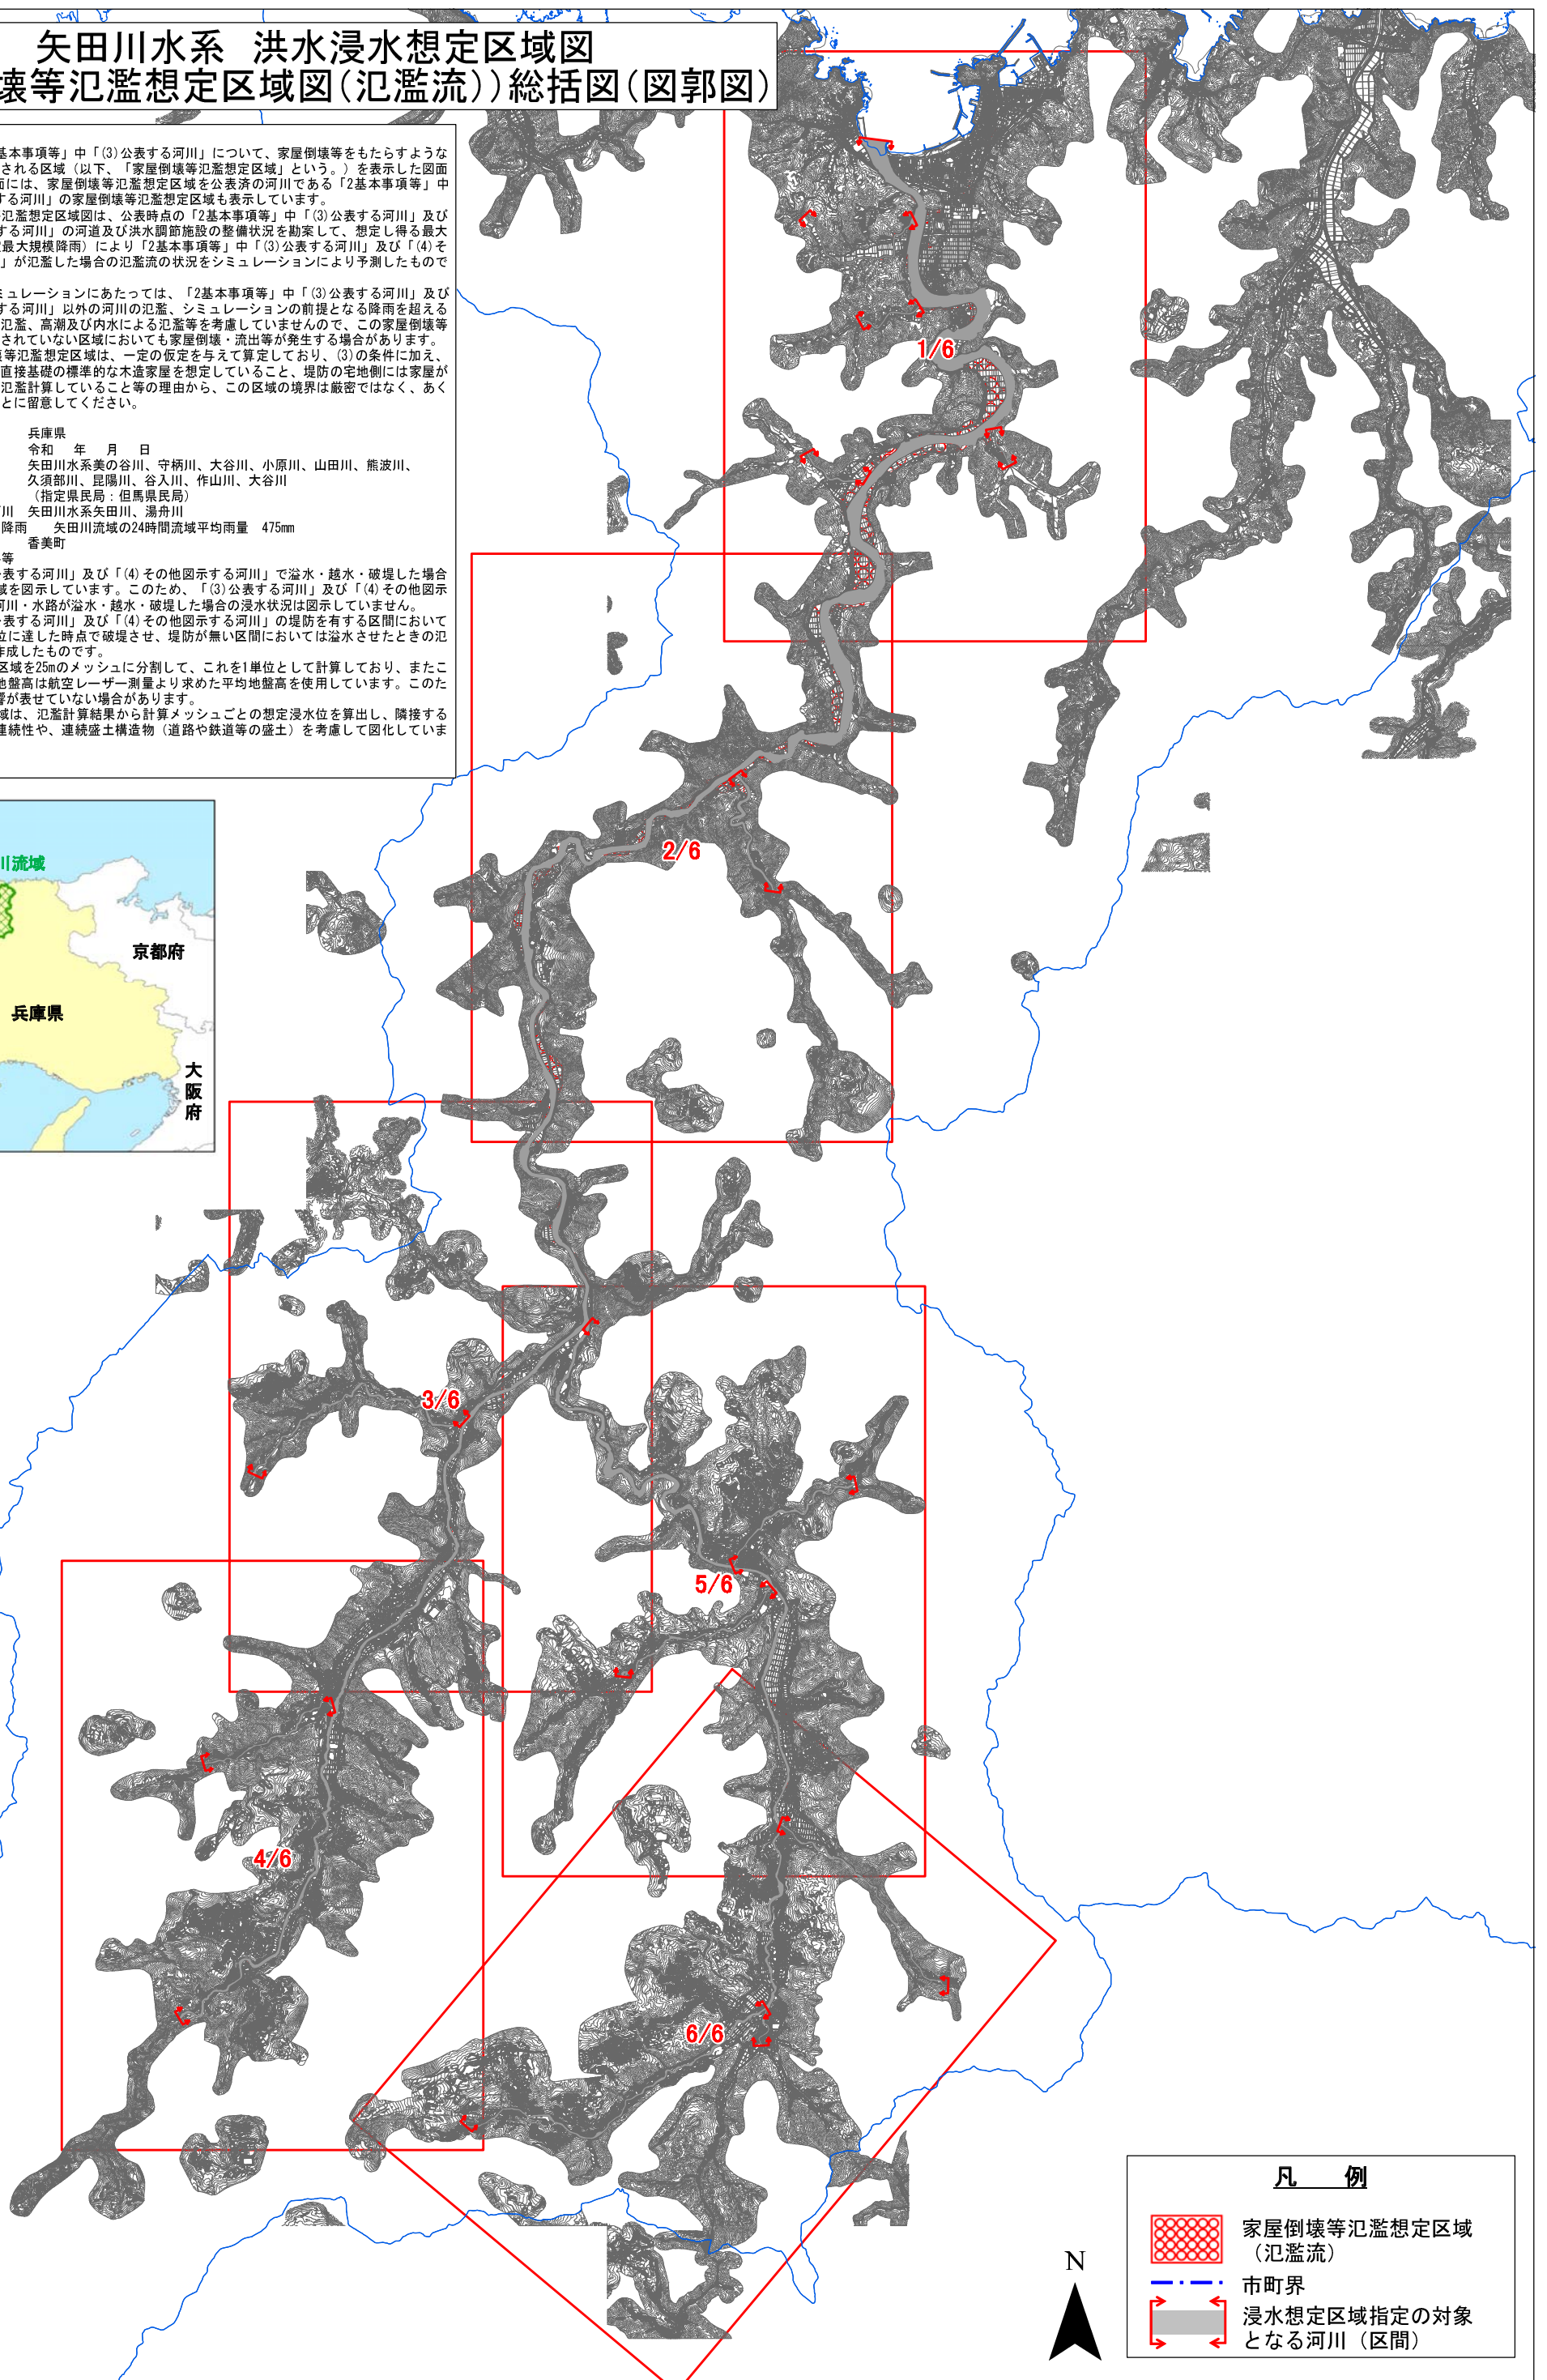 矢田川水系 洪水浸水想定区域図
壊等氾濫想定区域図(氾濫流))総括図(図郭図)
基本事項等」中「(3)公表する河川」について、家屋倒壊等をもたらすような
される区域（以下、「家屋倒壊等氾濫想定区域」という。）を表示した図面
面には、家屋倒壊等氾濫想定区域を公表済の河川である「2基本事項等」中
する河川」の家屋倒壊等氾濫想定区域も表示しています。
氾濫想定区域図は、公表時点の「2基本事項等」中「(3)公表する河川」及び
する河川」の河道及び洪水調節施設の整備状況を勘案して、想定し得る最大
最大規模降雨）により「2基本事項等」中「(3)公表する河川」及び「(4)そ
」が氾濫した場合の氾濫流の状況をシミュレーションにより予測したもので
ミュレーションにあたっては、「2基本事項等」中「(3)公表する河川」及び
する河川」以外の河川の氾濫、シミュレーションの前提となる降雨を超える
氾濫、高潮及び内水による氾濫等を考慮していませんので、この家屋倒壊等
されていない区域においても家屋倒壊・流出等が発生する場合があります。
等氾濫想定区域は、一定の仮定を与えて算定しており、(3)の条件に加え、
直接基礎の標準的な木造家屋を想定していること、堤防の宅地側には家屋が
氾濫計算していること等の理由から、この区域の境界は厳密ではなく、あく
とに留意してください。
兵庫県
令和 年 月 日
矢田川水系美の谷川、守柄川、大谷川、小原川、山田川、熊波川、
久須部川、昆陽川、谷入川、作山川、大谷川
（指定県民局：但馬県民局）
川 矢田川水系矢田川、湯舟川
降雨 矢田川流域の24時間流域平均雨量 475mm
香美町
等
表する河川」及び「(4)その他図示する河川」で溢水・越水・破堤した場合
域を図示しています。このため、「(3)公表する河川」及び「(4)その他図示
河川・水路が溢水・越水・破堤した場合の浸水状況は図示していません。
表する河川」及び「(4)その他図示する河川」の堤防を有する区間において
位に達した時点で破堤させ、堤防が無い区間においては溢水させたときの氾
作成したものです。
区域を25mのメッシュに分割して、これを1単位として計算しており、またこ
地盤高は航空レーザー測量より求めた平均地盤高を使用しています。このた
響が表せていない場合があります。
域は、氾濫計算結果から計算メッシュごとの想定浸水位を算出し、隣接する
連続性や、連続盛土構造物（道路や鉄道等の盛土）を考慮して図化していま
川流域
京都府
兵庫県
大阪府
1/6
2/6
3/6
5/6
4/6
6/6
N
凡 例
家屋倒壊等氾濫想定区域
（氾濫流）
市町界
浸水想定区域指定の対象
となる河川（区間）